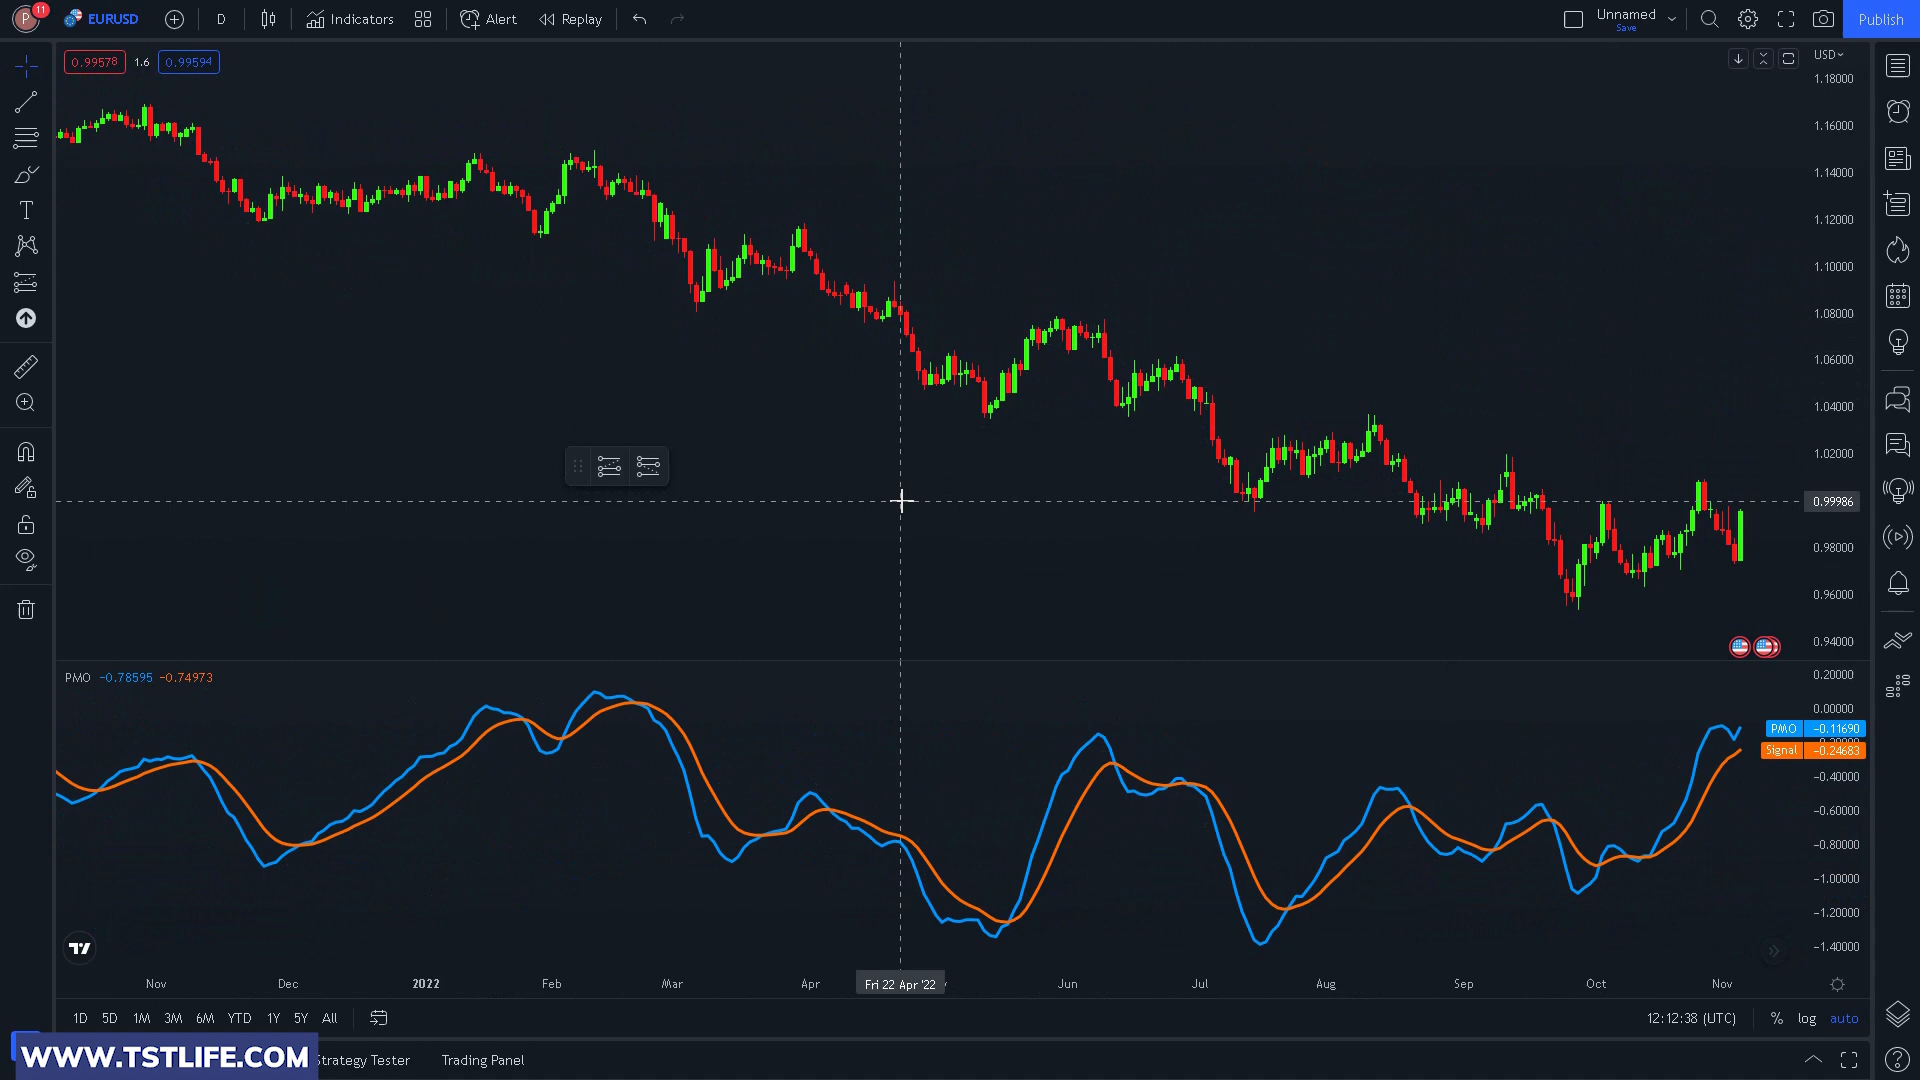 P 11 EURUSD D Indicators Alert Replay Unnamed Save Publish
0.99578 1.6 0.99594
USD
1.18000
1.16000
1.14000
1.12000
1.10000
1.08000
1.06000
1.04000
1.02000
0.99986
0.98000
0.96000
0.94000
PMO −0.78595 −0.74973
0.20000
0.00000
PMO −0.11690
Signal −0.24683
−0.40000
−0.60000
−0.80000
−1.00000
−1.20000
−1.40000
Nov Dec 2022 Feb Mar Apr Fri 22 Apr '22 Jun Jul Aug Sep Oct Nov
1D 5D 1M 3M 6M YTD 1Y 5Y All 12:12:38 (UTC) % log auto
WWW.TSTLIFE.COM Strategy Tester Trading Panel